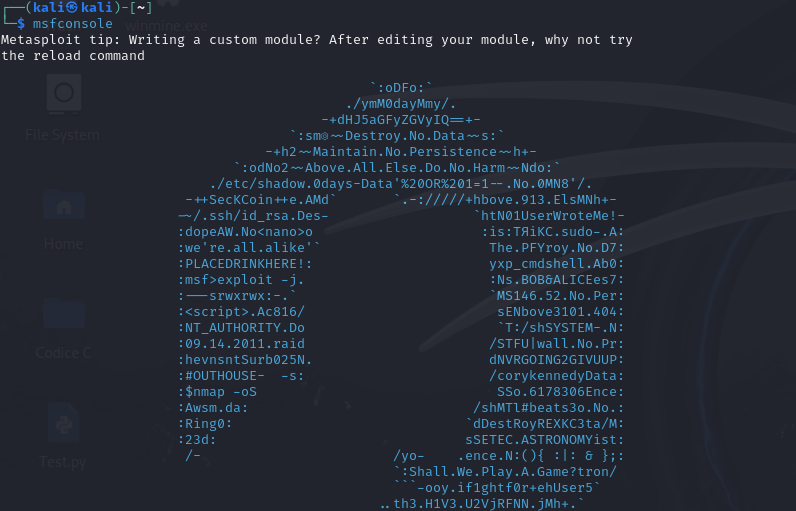 winmine.exe
┌──(kali㉿kali)-[~]
└─$ msfconsole
Metasploit tip: Writing a custom module? After editing your module, why not try
the reload command
`:oDFo:`
./ymM0dayMmy/.
-+dHJ5aGFyZGVyIQ==+-
`:sm@~~Destroy.No.Data~~s:`
-+h2~~Maintain.No.Persistence~~h+-
`:odNo2~~Above.All.Else.Do.No.Harm~~Ndo:`
./etc/shadow.0days-Data'%20OR%201=1--.No.0MN8'/.
-++SecKCoin++e.AMd`       `.-://///+hbove.913.ElsMNh+-
~~/.ssh/id_rsa.Des-                  `htN01UserWroteMe!-
:dopeAW.No<nano>o                     :is:TЯiKC.sudo-.A:
:we're.all.alike'`                     The.PFYroy.No.D7:
:PLACEDRINKHERE!:                      yxp_cmdshell.Ab0:
:msf>exploit -j.                       :Ns.BOB&ALICEes7:
:---srwxrwx:-.`                        `MS146.52.No.Per:
:<script>.Ac816/                        sENbove3101.404:
:NT_AUTHORITY.Do                        `T:/shSYSTEM-.N:
:09.14.2011.raid                       /STFU|wall.No.Pr:
:hevnsntSurb025N.                      dNVRGOING2GIVUUP:
:#OUTHOUSE-  -s:                       /corykennedyData:
:$nmap -oS                              SSo.6178306Ence:
:Awsm.da:                            /shMTl#beats3o.No.:
:Ring0:                             `dDestRoyREXKC3ta/M:
:23d:                               sSETEC.ASTRONOMYist:
/-                        /yo-    .ence.N:(){ :|: & };:
`:Shall.We.Play.A.Game?tron/
```-ooy.if1ghtf0r+ehUser5`
..th3.H1V3.U2VjRFNN.jMh+.`
File System
Home
Codice C
Test.py